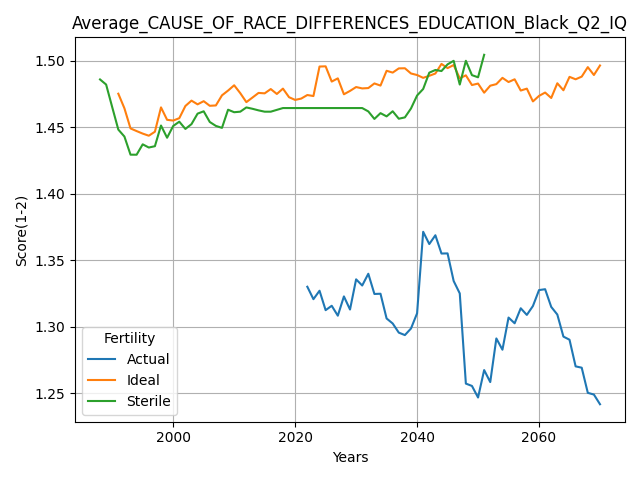 Average_CAUSE_OF_RACE_DIFFERENCES_EDUCATION_Black_Q2_IQ
Score(1-2)
1.50
1.45
1.40
1.35
1.30
1.25
Fertility
Actual
Ideal
Sterile
2000
2020
2040
2060
Years